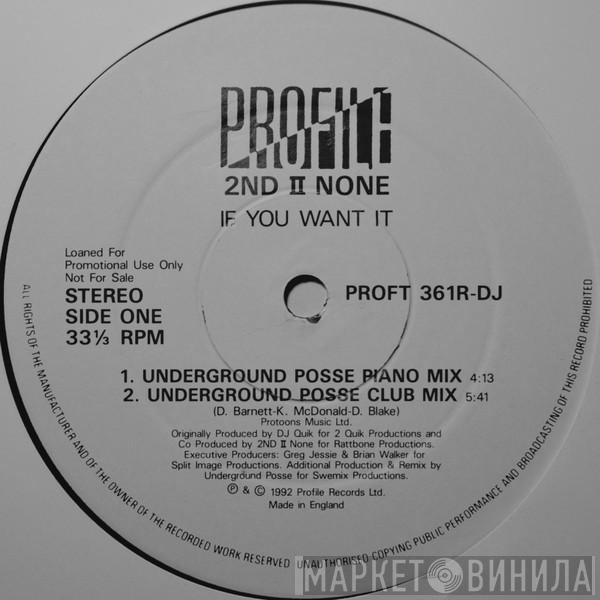 PROFILE
2ND II NONE
IF YOU WANT IT
Loaned For
Promotional Use Only
Not For Sale
STEREO
SIDE ONE
33⅓ RPM
PROFT 361R-DJ
1. UNDERGROUND POSSE PIANO MIX 4:13
2. UNDERGROUND POSSE CLUB MIX 5:41
(D. Barnett-K. McDonald-D. Blake)
Protoons Music Ltd.
Originally Produced by DJ Quik for 2 Quik Productions and
Co Produced by 2ND II None for Rattbone Productions.
Executive Producers: Greg Jessie & Brian Walker for
Split Image Productions. Additional Production & Remix by
Underground Posse for Swemix Productions.
℗ & © 1992 Profile Records Ltd.
Made in England
ALL RIGHTS OF THE MANUFACTURER AND OF THE OWNER OF THE RECORDED WORK RESERVED UNAUTHORISED COPYING PUBLIC PERFORMANCE AND BROADCASTING OF THIS RECORD PROHIBITED
МАРКЕТ ВИНИЛА